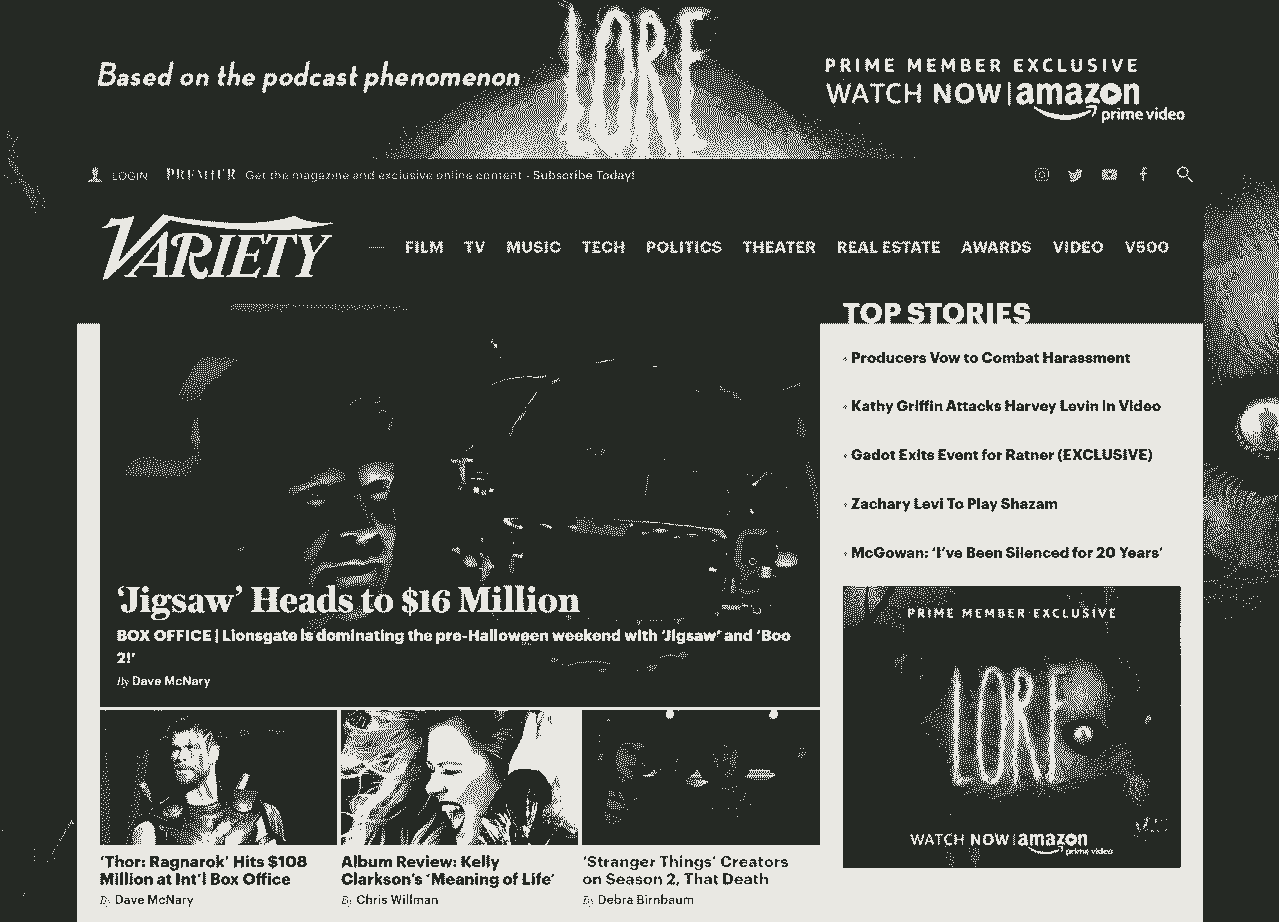 Based on the podcast phenomenon
LORE
PRIME MEMBER EXCLUSIVE
WATCH NOW | amazon
prime video
LOGIN PREMIER Get the magazine and exclusive online content - Subscribe Today!
VARIETY
FILM TV MUSIC TECH POLITICS THEATER REAL ESTATE AWARDS VIDEO V500
TOP STORIES
Producers Vow to Combat Harassment
Kathy Griffin Attacks Harvey Levin in Video
Gadot Exits Event for Ratner (EXCLUSIVE)
Zachary Levi To Play Shazam
McGowan: ‘I’ve Been Silenced for 20 Years’
‘Jigsaw’ Heads to $16 Million
BOX OFFICE | Lionsgate is dominating the pre-Halloween weekend with ‘Jigsaw’ and ‘Boo
2!’
By Dave McNary
PRIME MEMBER EXCLUSIVE
LORE
WATCH NOW | amazon
prime video
‘Thor: Ragnarok’ Hits $108
Million at Int’l Box Office
By Dave McNary
Album Review: Kelly
Clarkson’s ‘Meaning of Life’
By Chris Willman
‘Stranger Things’ Creators
on Season 2, That Death
By Debra Birnbaum